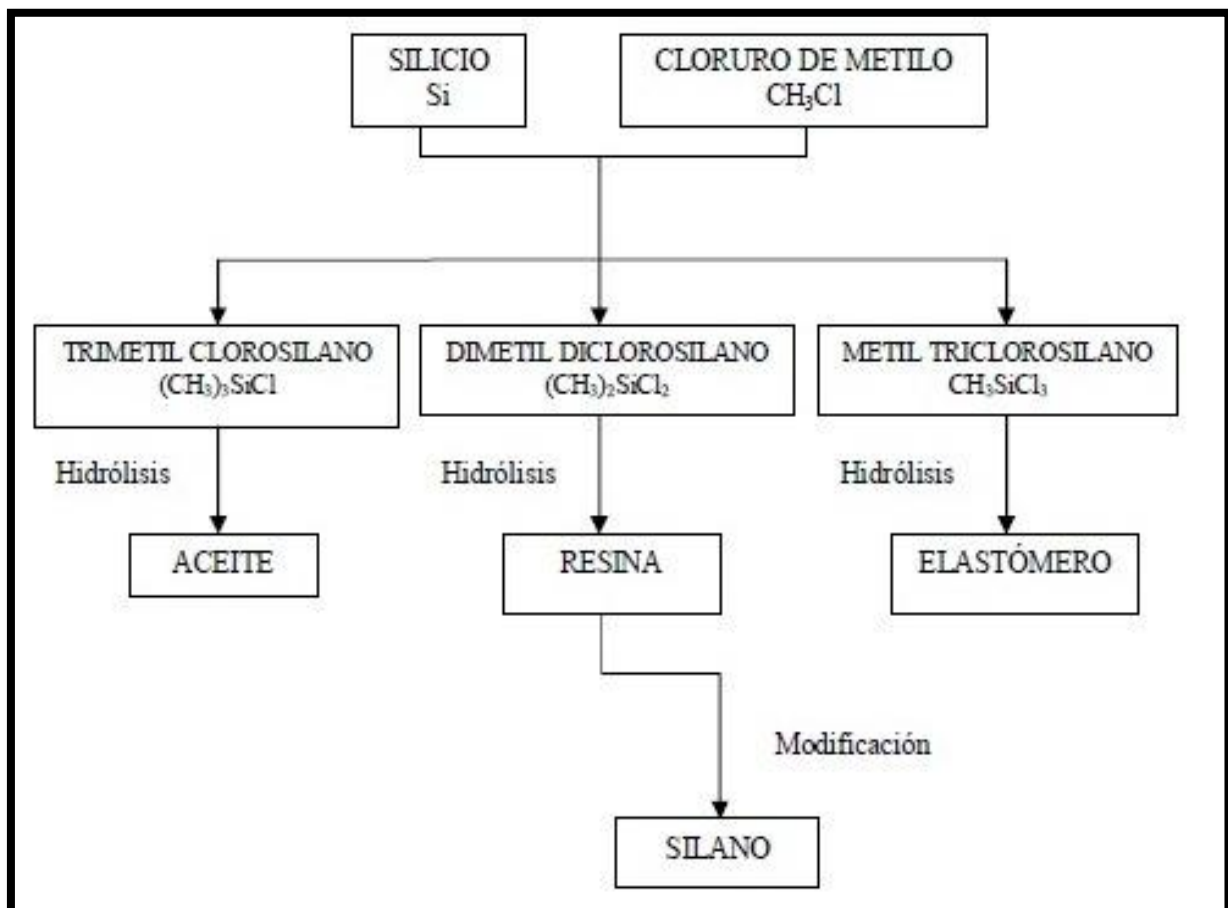 SILICIO
Si
CLORURO DE METILO
CH₃Cl
TRIMETIL CLOROSILANO
(CH₃)₃SiCl
DIMETIL DICLOROSILANO
(CH₃)₂SiCl₂
METIL TRICLOROSILANO
CH₃SiCl₃
Hidrólisis
Hidrólisis
Hidrólisis
ACEITE
RESINA
ELASTÓMERO
Modificación
SILANO